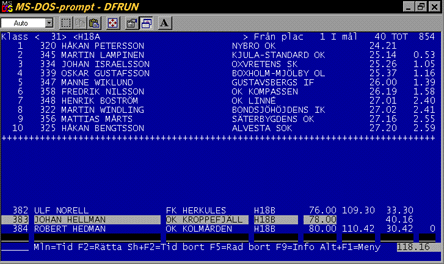 MS-DOS-prompt - DFRUN
Auto
A
Klass < 31> <H18A > Från plac 1 I mål 40 TOT 854
1 320 HÅKAN PETERSSON NYBRO OK 24.21
2 345 MARTIN LAMPINEN KJULA-STANDARD OK 25.14 0.53
3 334 JOHAN ISRAELSSON OXVRETENS SK 25.26 1.05
4 339 OSKAR GUSTAFSSON BOXHOLM-MJÖLBY OL 25.37 1.16
5 347 MANNE WIKLUND GUSTAVSBERGS IF 26.00 1.39
6 358 FREDRIK NILSSON OK KOMPASSEN 26.19 1.58
7 348 HENRIK BOSTRÖM OK LINNÉ 27.01 2.40
8 322 MARTIN WINDLING BONDSJÖHÖJDENS IK 27.02 2.41
9 356 MATTIAS MÅRTS SÄTERBYGDENS OK 27.16 2.55
10 325 HÅKAN BENGTSSON ALVESTA SOK 27.20 2.59
382 ULF NORELL FK HERKULES H18B 76.00 109.30 33.30
383 JOHAN HELLMAN OK KROPPEFJÄLL H18B 78.00 40.16
384 ROBERT HEDMAN OK KOLMÅRDEN H18B 80.00 110.42 30.42 0
Mln=Tid F2=Rätta Sh+F2=Tid bort F5=Rad bort F9=Info Alt+F1=Meny 118.16